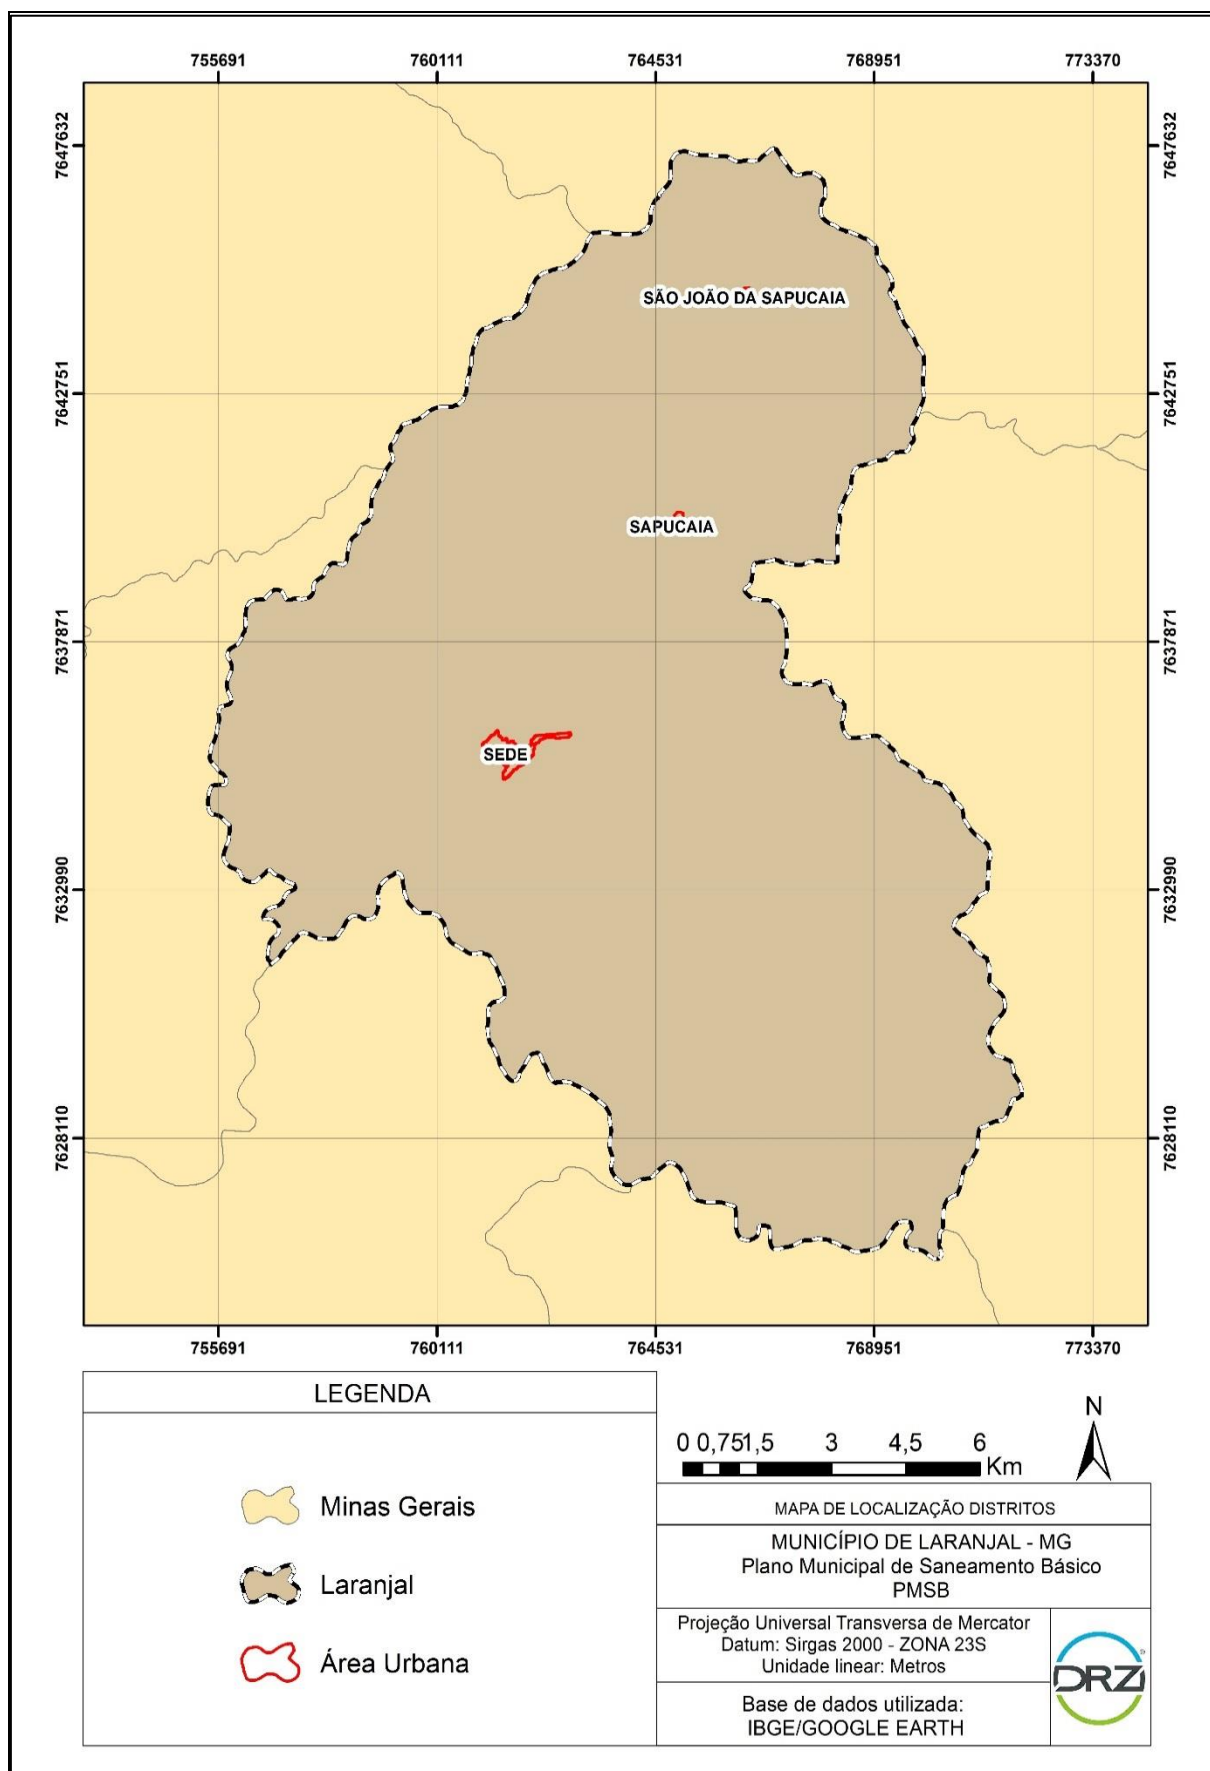 755691 760111 764531 768951 773370
7647632 7647632
SÃO JOÃO DA SAPUCAIA
7642751 7642751
SAPUCAIA
7637871 7637871
SEDE
7632990 7632990
7628110 7628110
755691 760111 764531 768951 773370
LEGENDA
Minas Gerais
Laranjal
Área Urbana
N
0 0,75 1,5 3 4,5 6
Km
MAPA DE LOCALIZAÇÃO DISTRITOS
MUNICÍPIO DE LARANJAL - MG
Plano Municipal de Saneamento Básico
PMSB
Projeção Universal Transversa de Mercator
Datum: Sirgas 2000 - ZONA 23S
Unidade linear: Metros
Base de dados utilizada:
IBGE/GOOGLE EARTH
DRZ